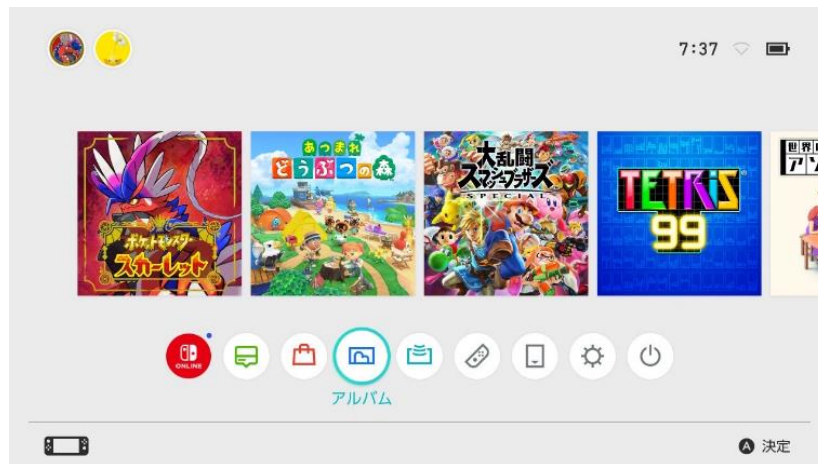 7:37
ポケットモンスター
スカーレット
あつまれ
どうぶつの森
大乱闘
スマッシュブラザーズ
SPECIAL
TETRIS
99
ONLINE
アルバム
A 決定